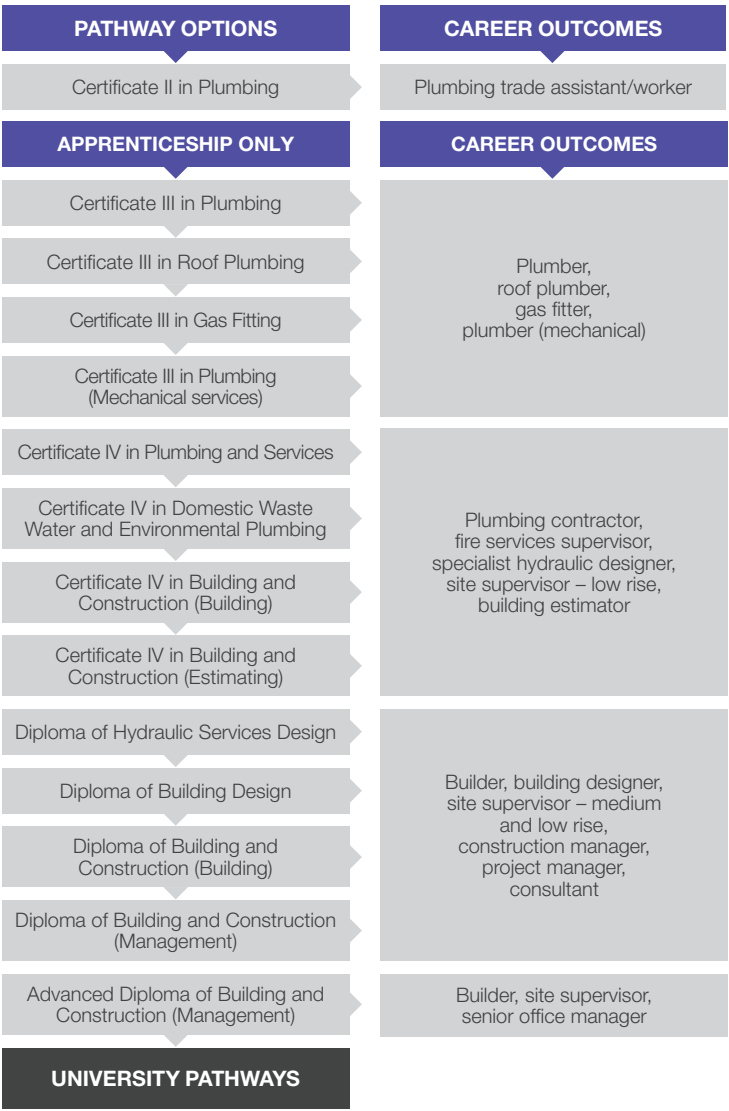 PATHWAY OPTIONS
CAREER OUTCOMES
Certificate II in Plumbing
Plumbing trade assistant/worker
APPRENTICESHIP ONLY
CAREER OUTCOMES
Certificate III in Plumbing
Certificate III in Roof Plumbing
Certificate III in Gas Fitting
Certificate III in Plumbing
(Mechanical services)
Plumber,
roof plumber,
gas fitter,
plumber (mechanical)
Certificate IV in Plumbing and Services
Certificate IV in Domestic Waste
Water and Environmental Plumbing
Certificate IV in Building and
Construction (Building)
Certificate IV in Building and
Construction (Estimating)
Plumbing contractor,
fire services supervisor,
specialist hydraulic designer,
site supervisor – low rise,
building estimator
Diploma of Hydraulic Services Design
Diploma of Building Design
Diploma of Building and
Construction (Building)
Diploma of Building and Construction
(Management)
Builder, building designer,
site supervisor – medium
and low rise,
construction manager,
project manager,
consultant
Advanced Diploma of Building and
Construction (Management)
Builder, site supervisor,
senior office manager
UNIVERSITY PATHWAYS